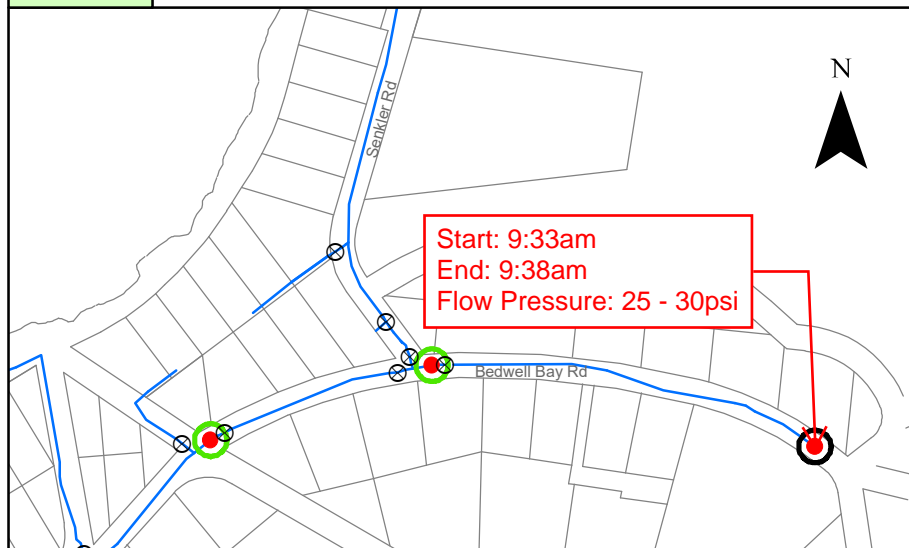 N
Senkler Rd
Start: 9:33am
End: 9:38am
Flow Pressure: 25 - 30psi
Bedwell Bay Rd